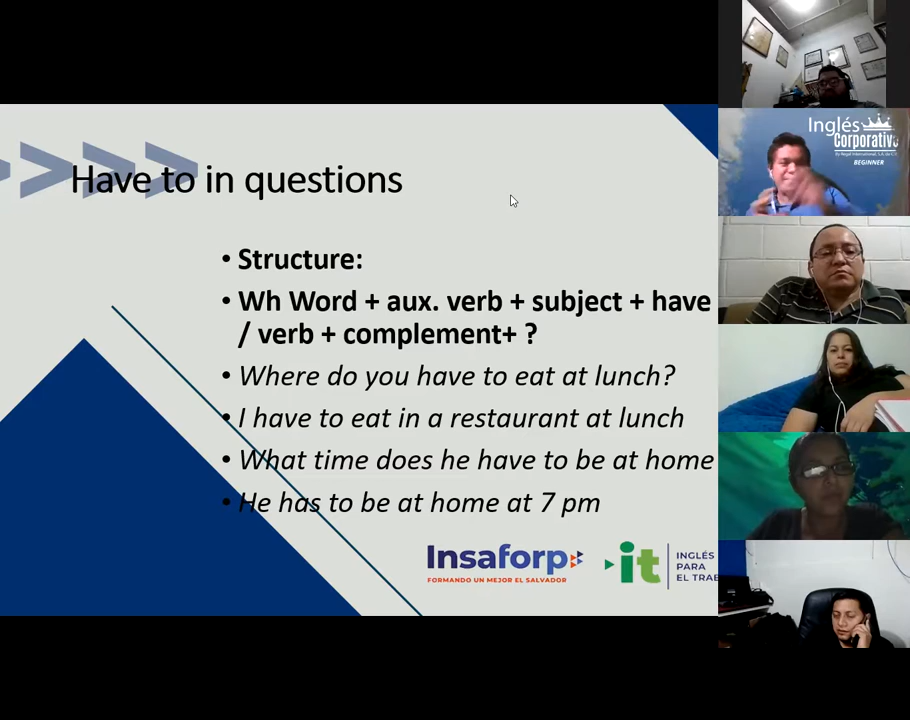 Have to in questions
• Structure:
• Wh Word + aux. verb + subject + have
/ verb + complement+ ?
• Where do you have to eat at lunch?
• I have to eat in a restaurant at lunch
• What time does he have to be at home
• He has to be at home at 7 pm
Insaforp
FORMANDO UN MEJOR EL SALVADOR
it
INGLÉS
PARA
EL TRA
Inglés
Corporativo
BEGINNER